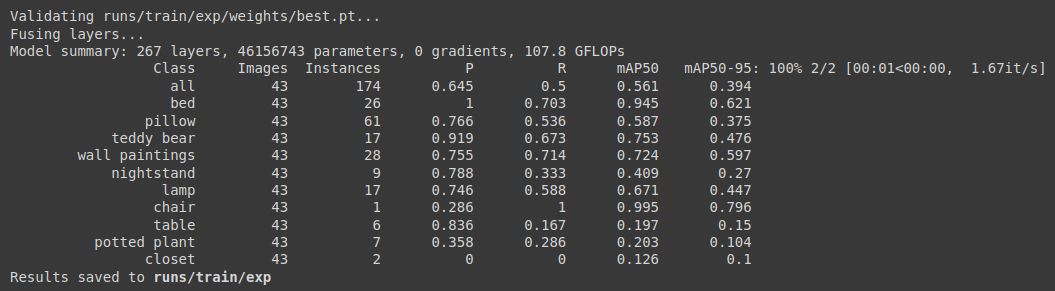 Validating runs/train/exp/weights/best.pt...
Fusing layers...
Model summary: 267 layers, 46156743 parameters, 0 gradients, 107.8 GFLOPs
Class Images Instances P R mAP50 mAP50-95: 100% 2/2 [00:01<00:00, 1.67it/s]
all 43 174 0.645 0.5 0.561 0.394
bed 43 26 1 0.703 0.945 0.621
pillow 43 61 0.766 0.536 0.587 0.375
teddy bear 43 17 0.919 0.673 0.753 0.476
wall paintings 43 28 0.755 0.714 0.724 0.597
nightstand 43 9 0.788 0.333 0.409 0.27
lamp 43 17 0.746 0.588 0.671 0.447
chair 43 1 0.286 1 0.995 0.796
table 43 6 0.836 0.167 0.197 0.15
potted plant 43 7 0.358 0.286 0.203 0.104
closet 43 2 0 0 0.126 0.1
Results saved to runs/train/exp